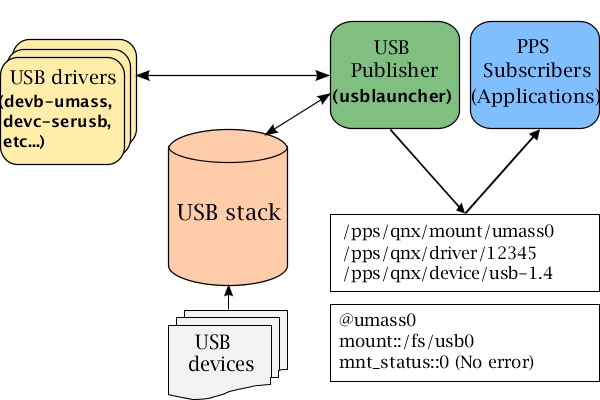 USB drivers
(devb-umass,
devc-serusb,
etc...)
USB
Publisher
(usblauncher)
PPS
Subscribers
(Applications)
USB stack
USB
devices
/pps/qnx/mount/umass0
/pps/qnx/driver/12345
/pps/qnx/device/usb-1.4
@umass0
mount::/fs/usb0
mnt_status::0 (No error)